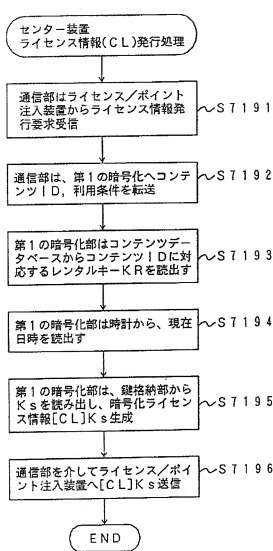 センター装置
ライセンス情報(CL)発行処理
通信部はライセンス/ポイント
注入装置からライセンス情報発
行要求受信
S7191
通信部は、第1の暗号化へコンテ
ンツID,利用条件を転送
S7192
第1の暗号化部はコンテンツデー
タベースからコンテンツIDに対
応するレンタルキーKRを読出す
S7193
第1の暗号化部は時計から、現在
日時を読出す
S7194
第1の暗号化部は、鍵格納部から
Ksを読み出し、暗号化ライセン
ス情報[CL]Ks生成
S7195
通信部を介してライセンス/ポイ
ント注入装置へ[CL]Ks送信
S7196
END